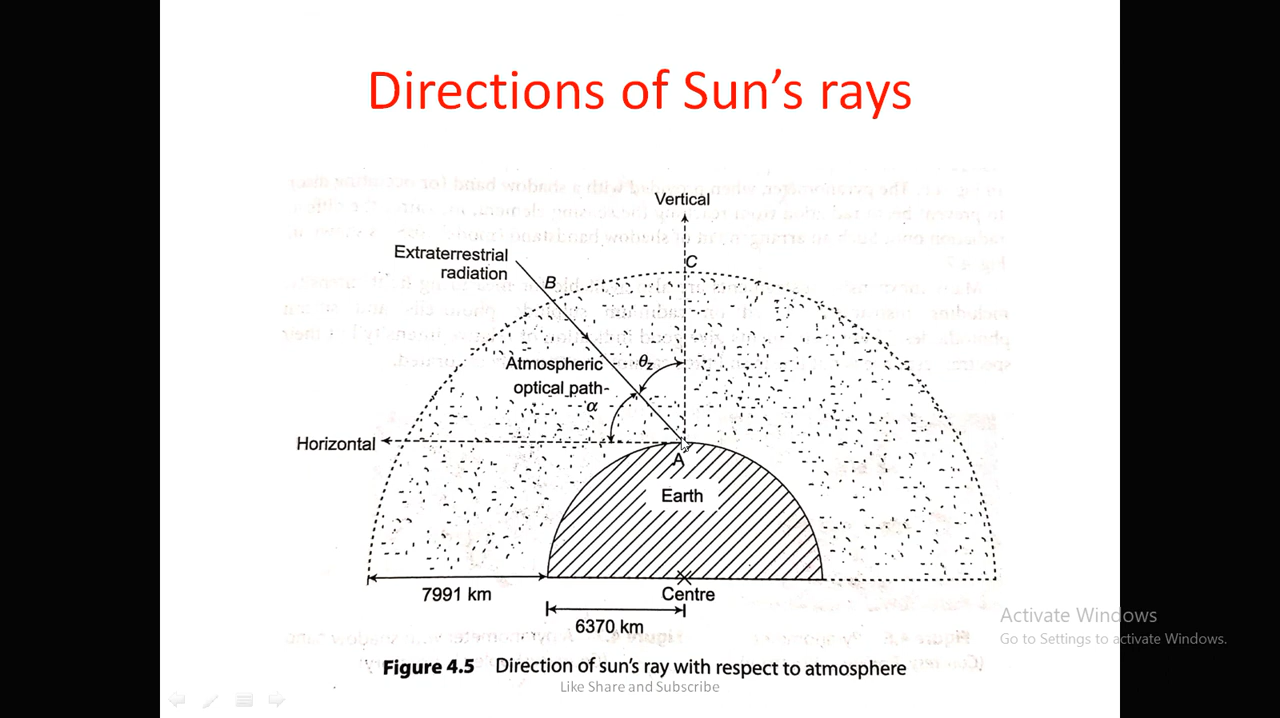 Directions of Sun's rays
Vertical
Extraterrestrial
radiation
B
C
θz
Atmospheric
optical path
α
Horizontal
A
Earth
7991 km
Centre
6370 km
Activate Windows
Go to Settings to activate Windows.
Figure 4.5 Direction of sun's ray with respect to atmosphere
Like Share and Subscribe